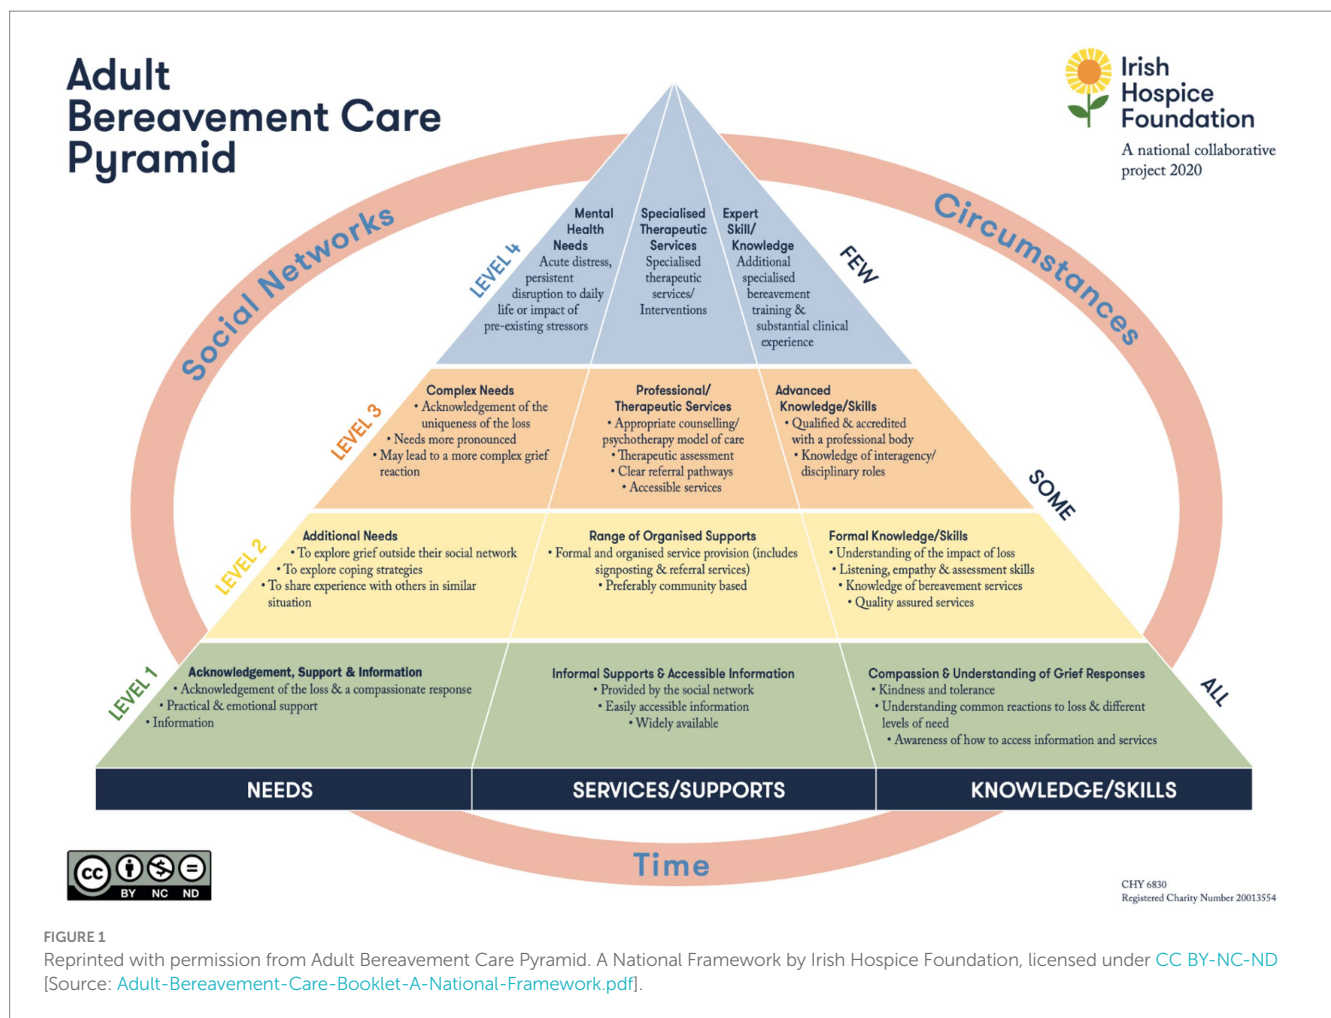 Adult
Bereavement Care
Pyramid
Irish
Hospice
Foundation
A national collaborative
project 2020
Social Networks
Circumstances
Time
LEVEL 4
Mental
Health
Needs
Acute distress,
persistent
disruption to daily
life or impact of
pre-existing stressors
Specialised
Therapeutic
Services
Specialised
therapeutic
services/
Interventions
Expert
Skill/
Knowledge
Additional
specialised
bereavement
training &
substantial clinical
experience
FEW
LEVEL 3
Complex Needs
• Acknowledgement of the
uniqueness of the loss
• Needs more pronounced
• May lead to a more complex grief
reaction
Professional/
Therapeutic Services
• Appropriate counselling/
psychotherapy model of care
• Therapeutic assessment
• Clear referral pathways
• Accessible services
Advanced
Knowledge/Skills
• Qualified & accredited
with a professional body
• Knowledge of interagency/
disciplinary roles
SOME
LEVEL 2
Additional Needs
• To explore grief outside their social network
• To explore coping strategies
• To share experience with others in similar
situation
Range of Organised Supports
• Formal and organised service provision (includes
signposting & referral services)
• Preferably community based
Formal Knowledge/Skills
• Understanding of the impact of loss
• Listening, empathy & assessment skills
• Knowledge of bereavement services
• Quality assured services
LEVEL 1
Acknowledgement, Support & Information
• Acknowledgement of the loss & a compassionate response
• Practical & emotional support
• Information
Informal Supports & Accessible Information
• Provided by the social network
• Easily accessible information
• Widely available
Compassion & Understanding of Grief Responses
• Kindness and tolerance
• Understanding common reactions to loss & different
levels of need
• Awareness of how to access information and services
ALL
NEEDS
SERVICES/SUPPORTS
KNOWLEDGE/SKILLS
cc
BY NC ND
CHY 6830
Registered Charity Number 20013554
FIGURE 1
Reprinted with permission from Adult Bereavement Care Pyramid. A National Framework by Irish Hospice Foundation, licensed under CC BY-NC-ND
[Source: Adult-Bereavement-Care-Booklet-A-National-Framework.pdf].